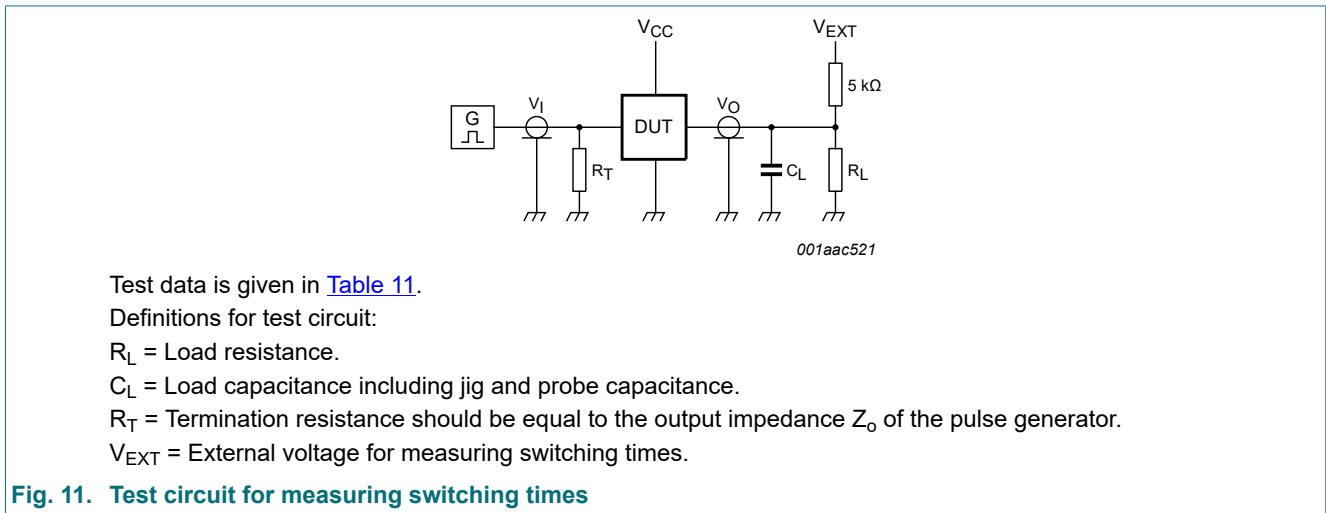 VCC
VEXT
5 kΩ
G
VI
DUT
VO
RT
CL
RL
001aac521
Test data is given in Table 11.
Definitions for test circuit:
RL = Load resistance.
CL = Load capacitance including jig and probe capacitance.
RT = Termination resistance should be equal to the output impedance Zo of the pulse generator.
VEXT = External voltage for measuring switching times.
Fig. 11. Test circuit for measuring switching times